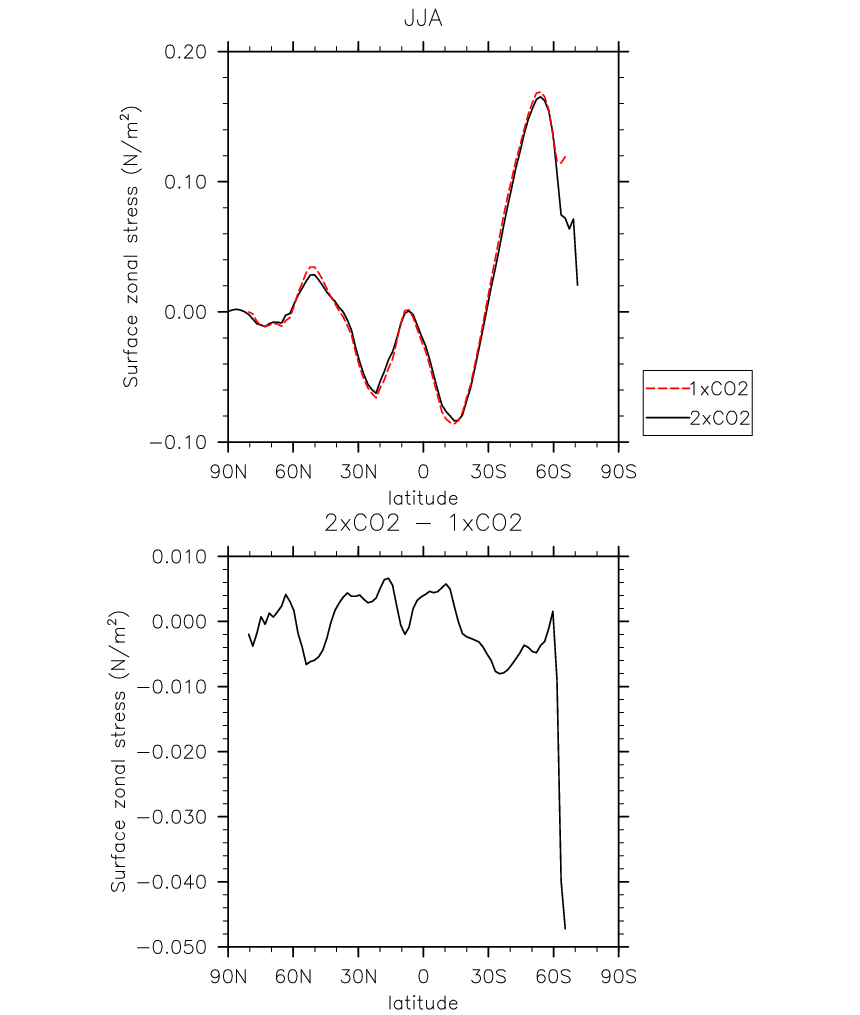 JJA
0.20
0.10
0.00
−0.10
Surface zonal stress (N/m²)
90N 60N 30N 0 30S 60S 90S
latitude
1xCO2
2xCO2
2xCO2 − 1xCO2
0.010
0.000
−0.010
−0.020
−0.030
−0.040
−0.050
Surface zonal stress (N/m²)
90N 60N 30N 0 30S 60S 90S
latitude